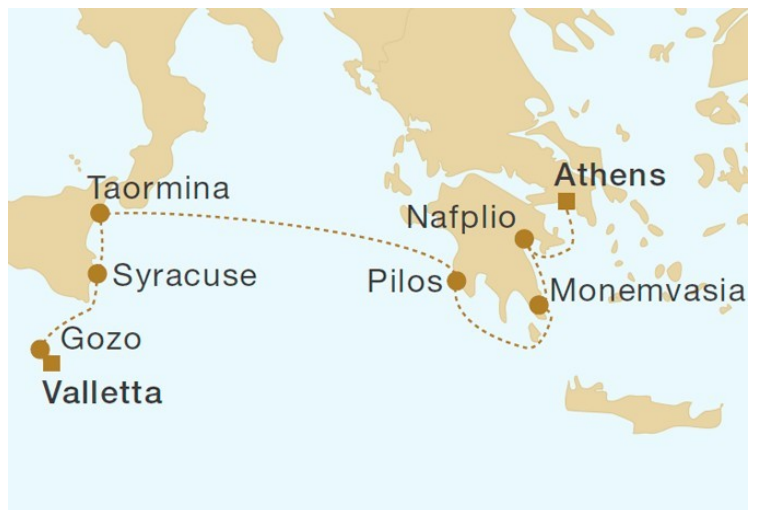 Athens
Taormina
Nafplio
Syracuse
Pilos
Monemvasia
Gozo
Valletta